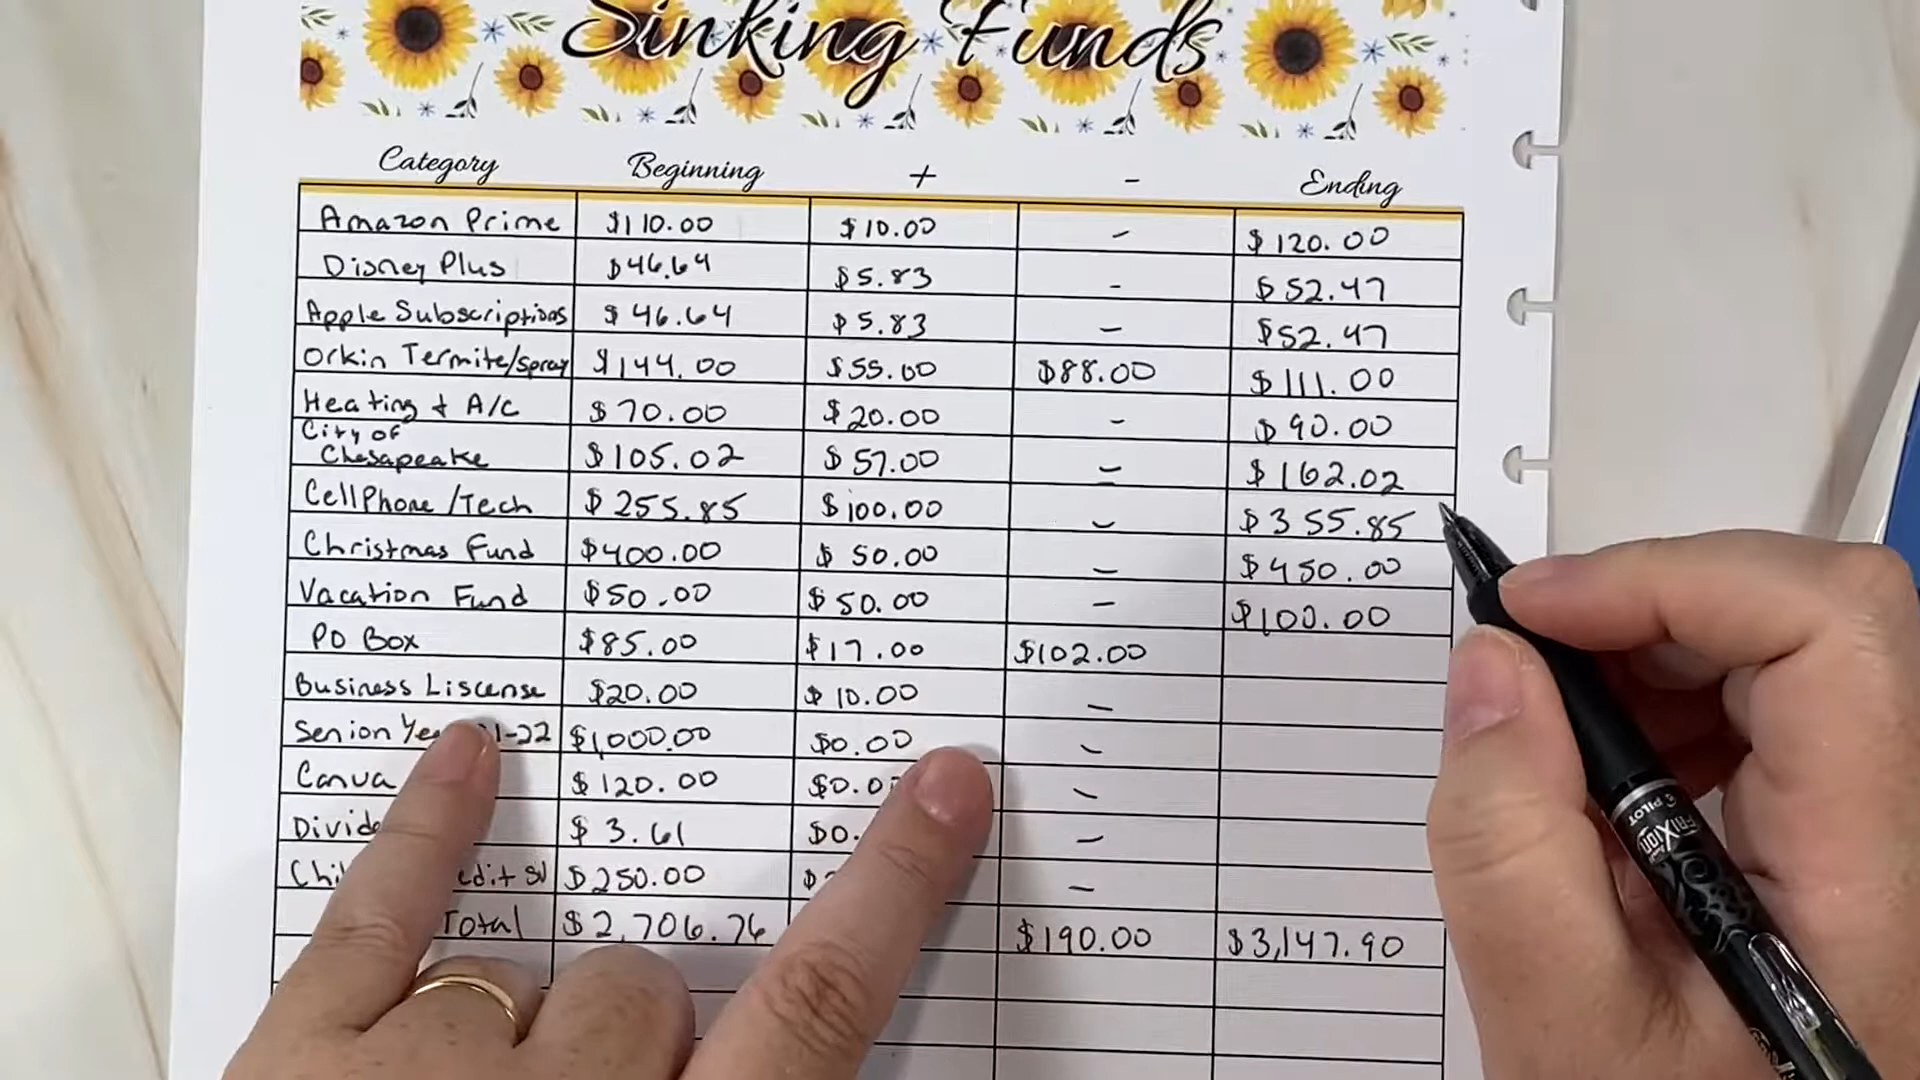 Sinking Funds
Category Beginning + - Ending
Amazon Prime $110.00 $10.00 - $120.00
Disney Plus $46.64 $5.83 - $52.47
Apple Subscriptions $46.64 $5.83 - $52.47
Orkin Termite/spray $144.00 $55.00 $88.00 $111.00
Heating & A/C $70.00 $20.00 - $90.00
City of
Chesapeake $105.02 $57.00 - $162.02
Cell Phone /Tech $255.85 $100.00 - $355.85
Christmas Fund $400.00 $50.00 - $450.00
Vacation Fund $50.00 $50.00 - $100.00
PO Box $85.00 $17.00 $102.00
Business Liscense $20.00 $10.00 -
Senior -22 $1,000.00 $0.00 -
Canva $120.00 -
$3.61 -
$250.00 -
Total $2,706.76 $190.00 $3,147.90
PILOT
FRIXION